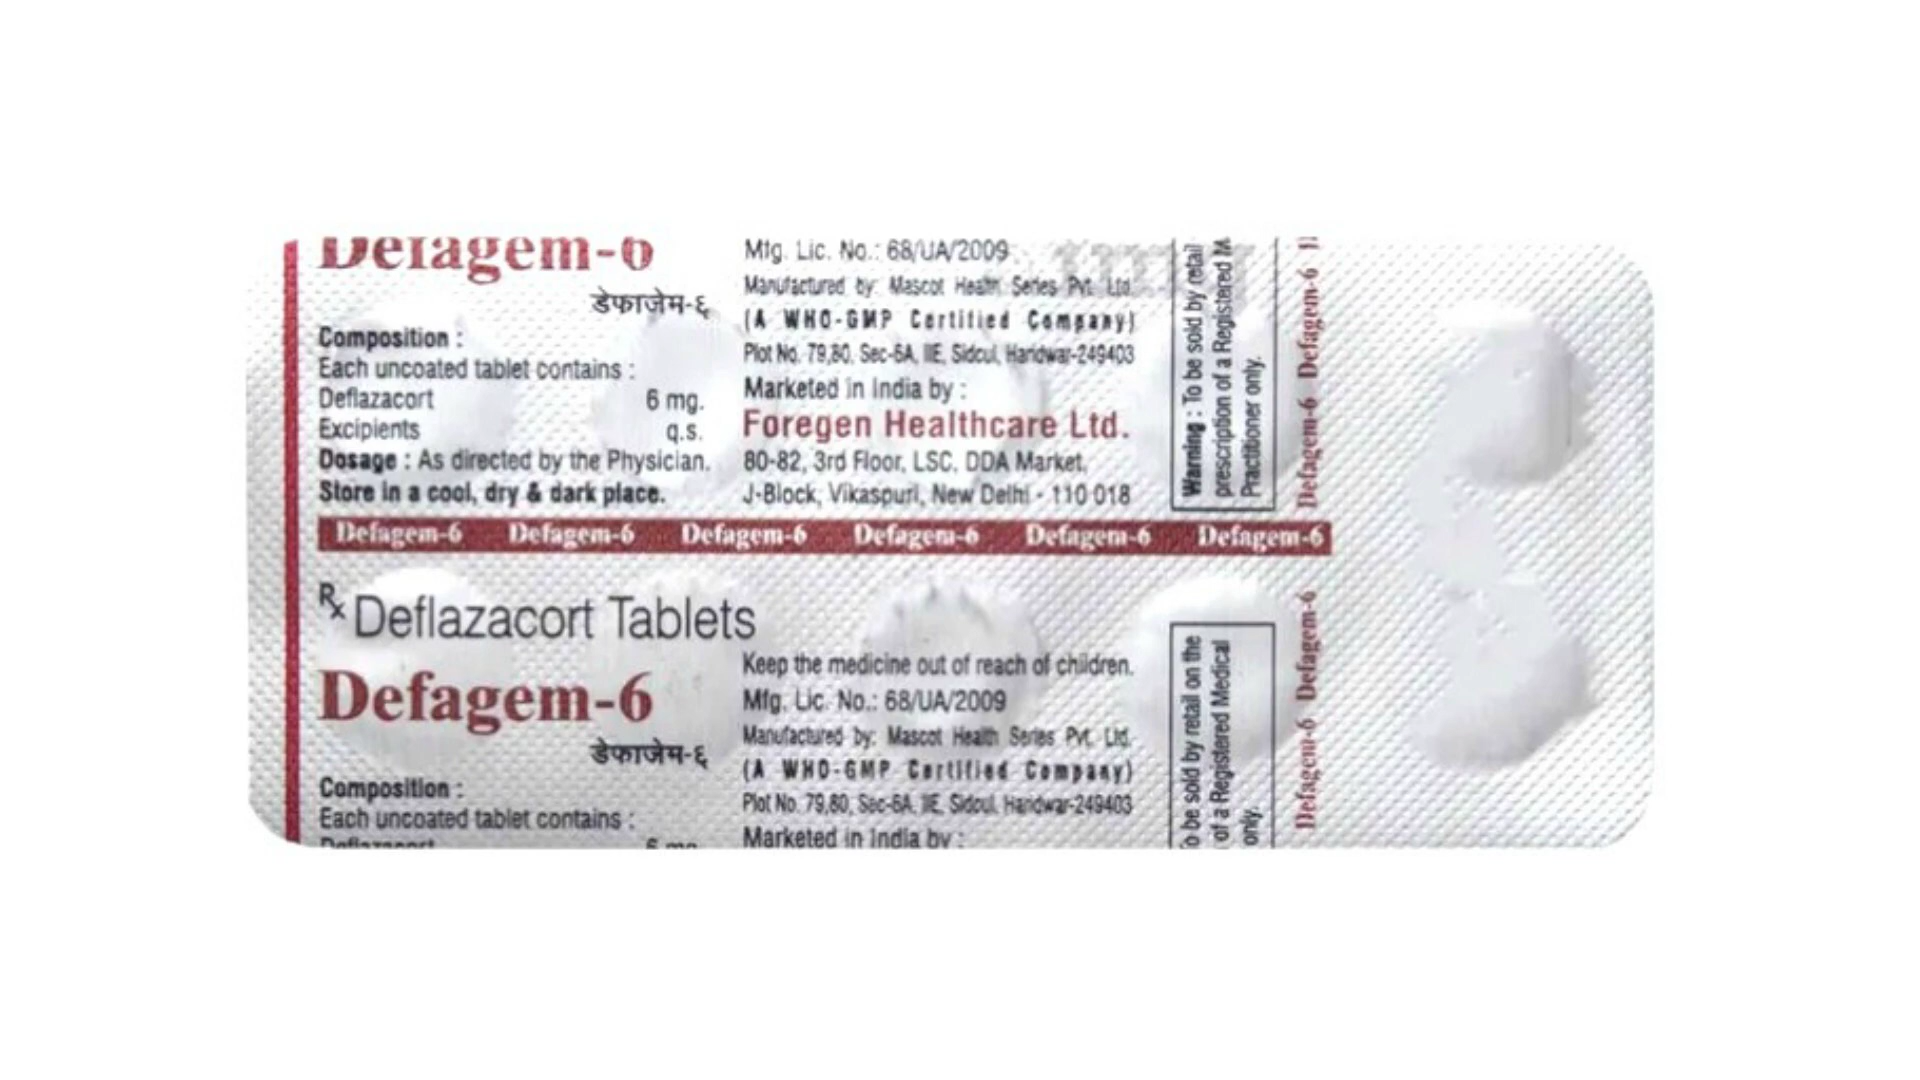 Defagem-6
डेफाजेम-६
Composition :
Each uncoated tablet contains :
Deflazacort 6 mg.
Excipients q.s.
Dosage : As directed by the Physician.
Store in a cool, dry & dark place.
Mfg. Lic. No.: 68/UA/2009
Manufactured by: Mascot Health Series Pvt. Ltd.
(A WHO-GMP Certified Company)
Plot No. 79,80, Sec-6A, IIE, Sidcul, Haridwar-249403
Marketed in India by :
Foregen Healthcare Ltd.
80-82, 3rd Floor, LSC, DDA Market,
J-Block, Vikaspuri, New Delhi - 110 018
Warning : To be sold by retail
prescription of a Registered M
Practitioner only.
Defagem-6 Defagem-6
Defagem-6 Defagem-6 Defagem-6 Defagem-6 Defagem-6 Defagem-6
Rx Deflazacort Tablets
Defagem-6
डेफाजेम-६
Composition :
Each uncoated tablet contains :
Deflazacort 6 mg.
Keep the medicine out of reach of children.
Mfg. Lic. No.: 68/UA/2009
Manufactured by: Mascot Health Series Pvt. Ltd.
(A WHO-GMP Certified Company)
Plot No. 79,80, Sec-6A, IIE, Sidcul, Haridwar-249403
Marketed in India by :
o be sold by retail on the
of a Registered Medical
only.
Defagem-6 Defagem-6